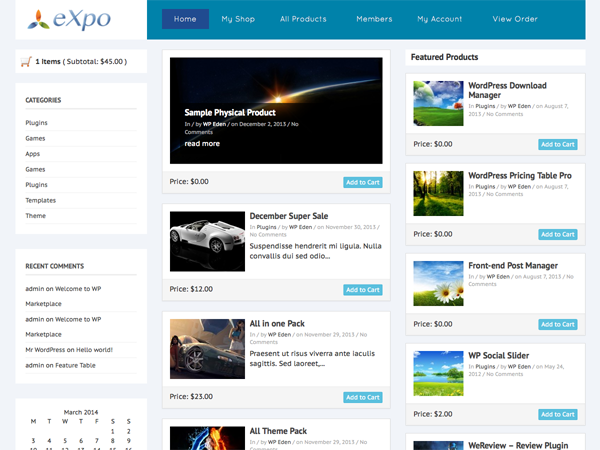 eXpo
Home My Shop All Products Members My Account View Order
1 Items ( Subtotal: $45.00 )
CATEGORIES
Plugins
Games
Apps
Games
Plugins
Templates
Theme
RECENT COMMENTS
admin on Welcome to WP
Marketplace
admin on Welcome to WP
Marketplace
Mr WordPress on Hello world!
admin on Feature Table
March 2014
M T W T F S S
1 2
3 4 5 6 7 8 9
10 11 12 13 14 15 16
Sample Physical Product
In / by WP Eden / on December 2, 2013 / No
Comments
read more
Price: $0.00 Add to Cart
December Super Sale
In Plugins / by WP Eden / on November 30, 2013 /
No Comments
Suspendisse hendrerit mi ligula. Nulla
convallis dui sed odio...
Price: $12.00 Add to Cart
All in one Pack
In / by WP Eden / on November 29, 2013 / No
Comments
Praesent ut risus viverra ante iaculis
sagittis. Sed laoreet,...
Price: $23.00 Add to Cart
All Theme Pack
In / by WP Eden / on November 29, 2013 / No
Featured Products
WordPress Download
Manager
In Plugins / by WP Eden / on August 7,
2013 / No Comments
Price: $0.00 Add to Cart
WordPress Pricing Table Pro
In Plugins / by WP Eden / on August 7,
2013 / No Comments
Price: $0.00 Add to Cart
Front-end Post Manager
In / by WP Eden / on August 7, 2013 / No
Comments
Price: $0.00 Add to Cart
WP Social Slider
In Plugins / by WP Eden / on May 24,
2012 / No Comments
Price: $2.00 Add to Cart
WeReview – Review Plugin